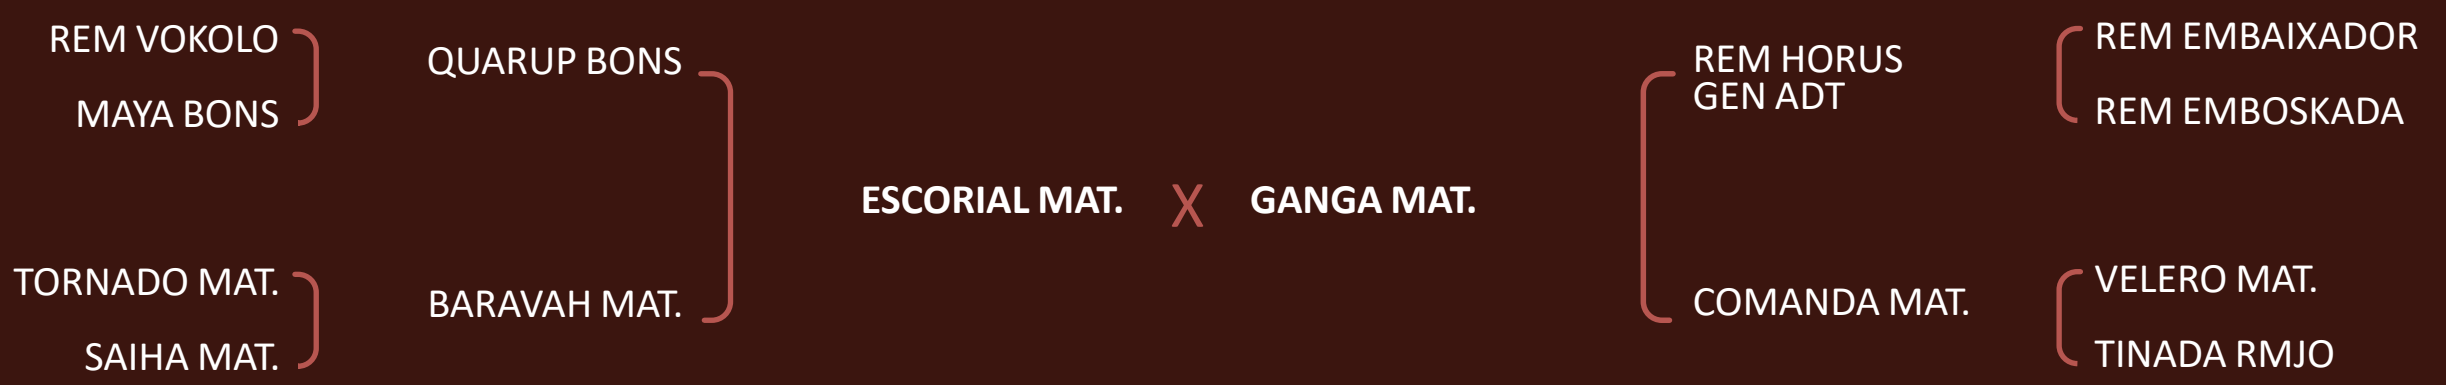 REM VOKOLO
MAYA BONS
TORNADO MAT.
SAIHA MAT.
QUARUP BONS
BARAVAH MAT.
ESCORIAL MAT. X GANGA MAT.
REM HORUS
GEN ADT
COMANDA MAT.
REM EMBAIXADOR
REM EMBOSKADA
VELERO MAT.
TINADA RMJO